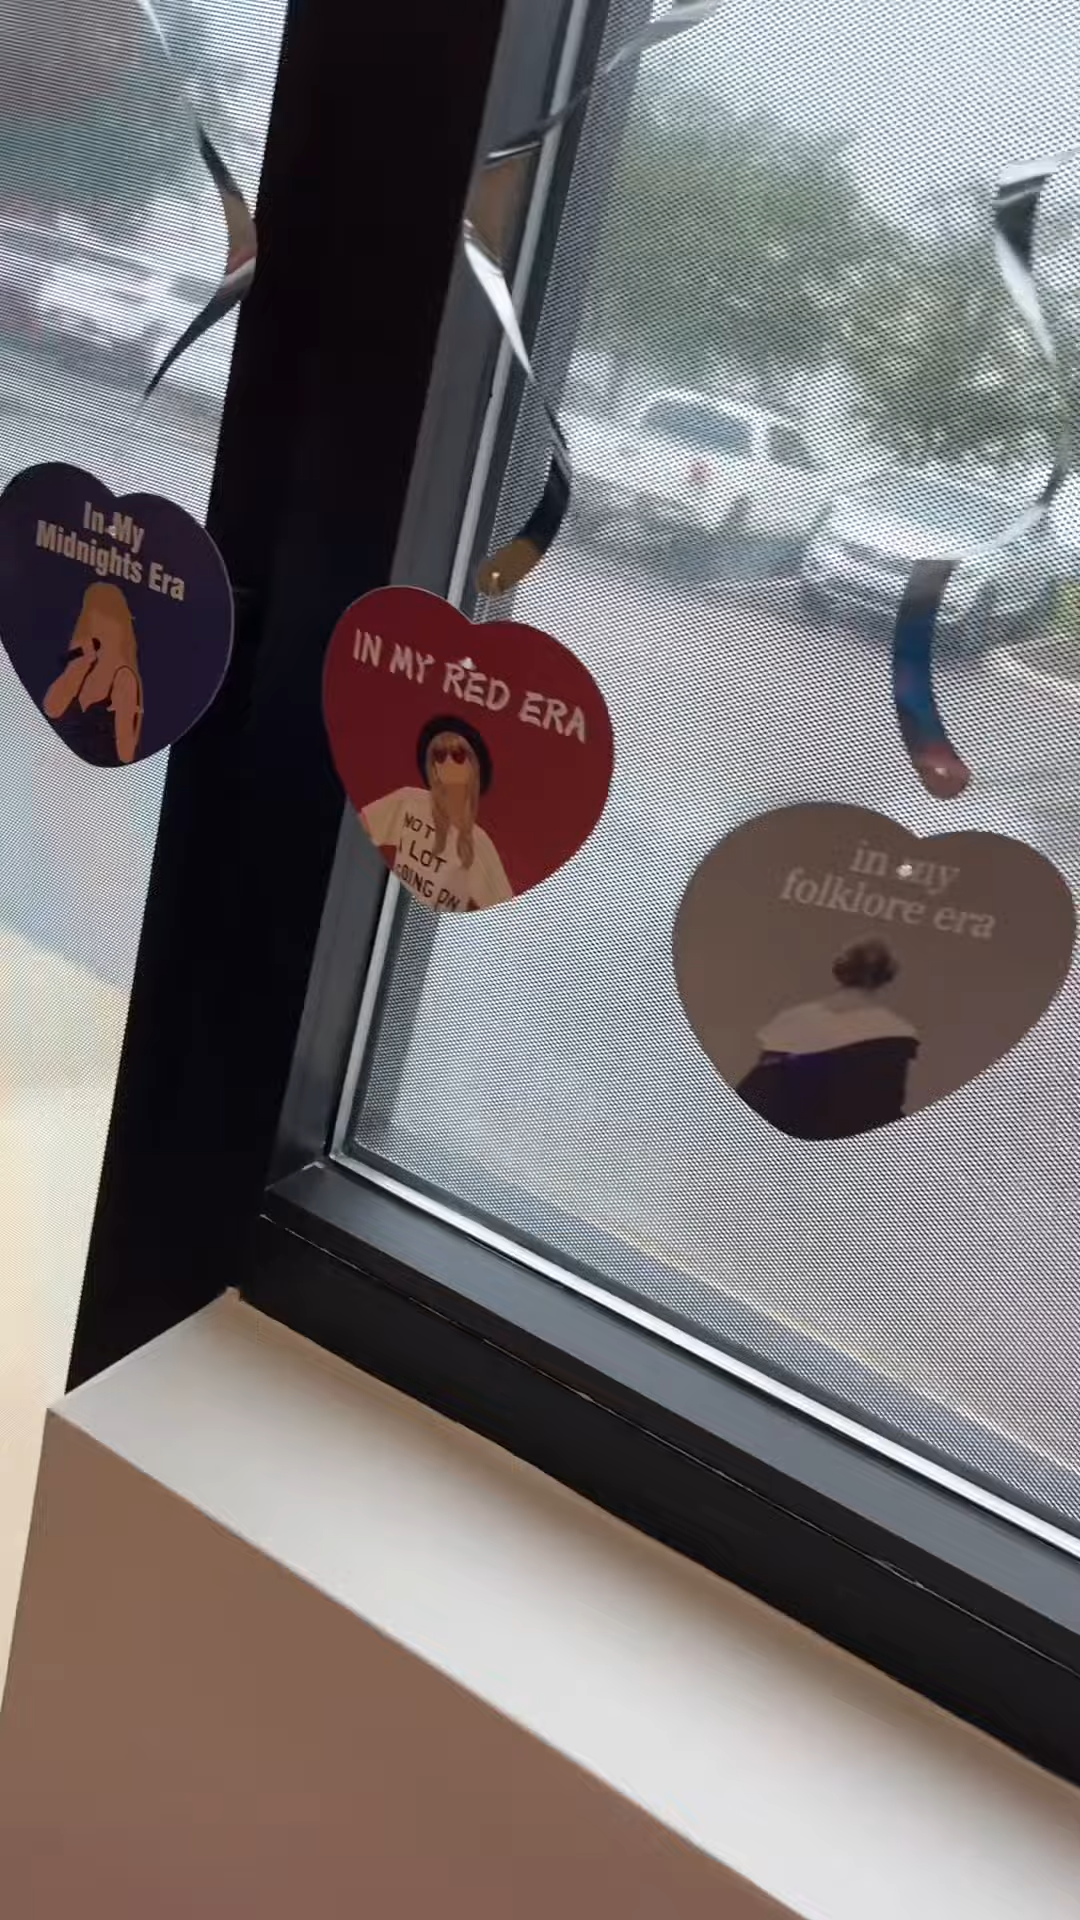 In My
Midnights Era
IN MY RED ERA
NOT
A LOT
GOING ON
in my
folklore era